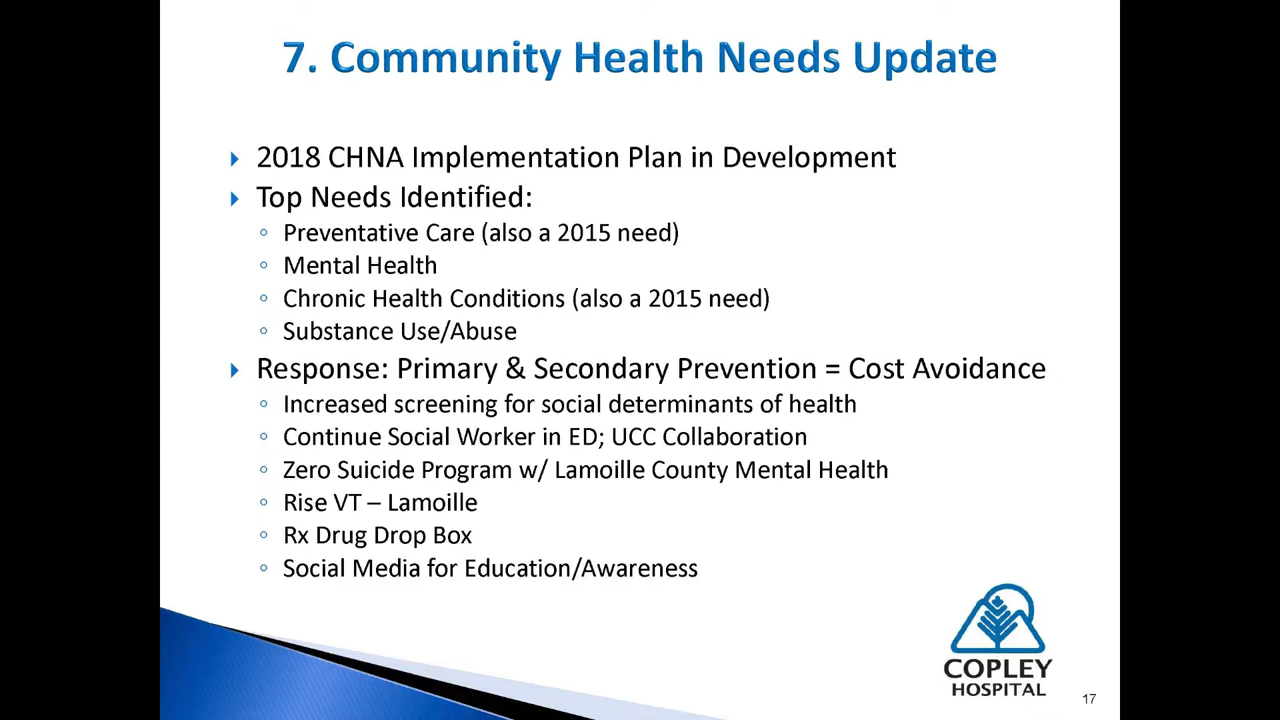 7. Community Health Needs Update
2018 CHNA Implementation Plan in Development
Top Needs Identified:
Preventative Care (also a 2015 need)
Mental Health
Chronic Health Conditions (also a 2015 need)
Substance Use/Abuse
Response: Primary & Secondary Prevention = Cost Avoidance
Increased screening for social determinants of health
Continue Social Worker in ED; UCC Collaboration
Zero Suicide Program w/ Lamoille County Mental Health
Rise VT – Lamoille
Rx Drug Drop Box
Social Media for Education/Awareness
COPLEY
HOSPITAL
17